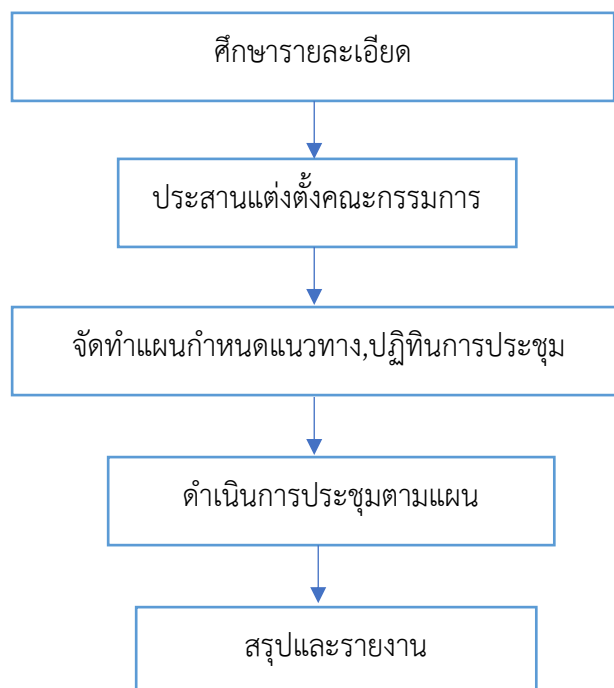 ศึกษารายละเอียด
ประสานแต่งตั้งคณะกรรมการ
จัดทำแผนกำหนดแนวทาง,ปฏิทินการประชุม
ดำเนินการประชุมตามแผน
สรุปและรายงาน